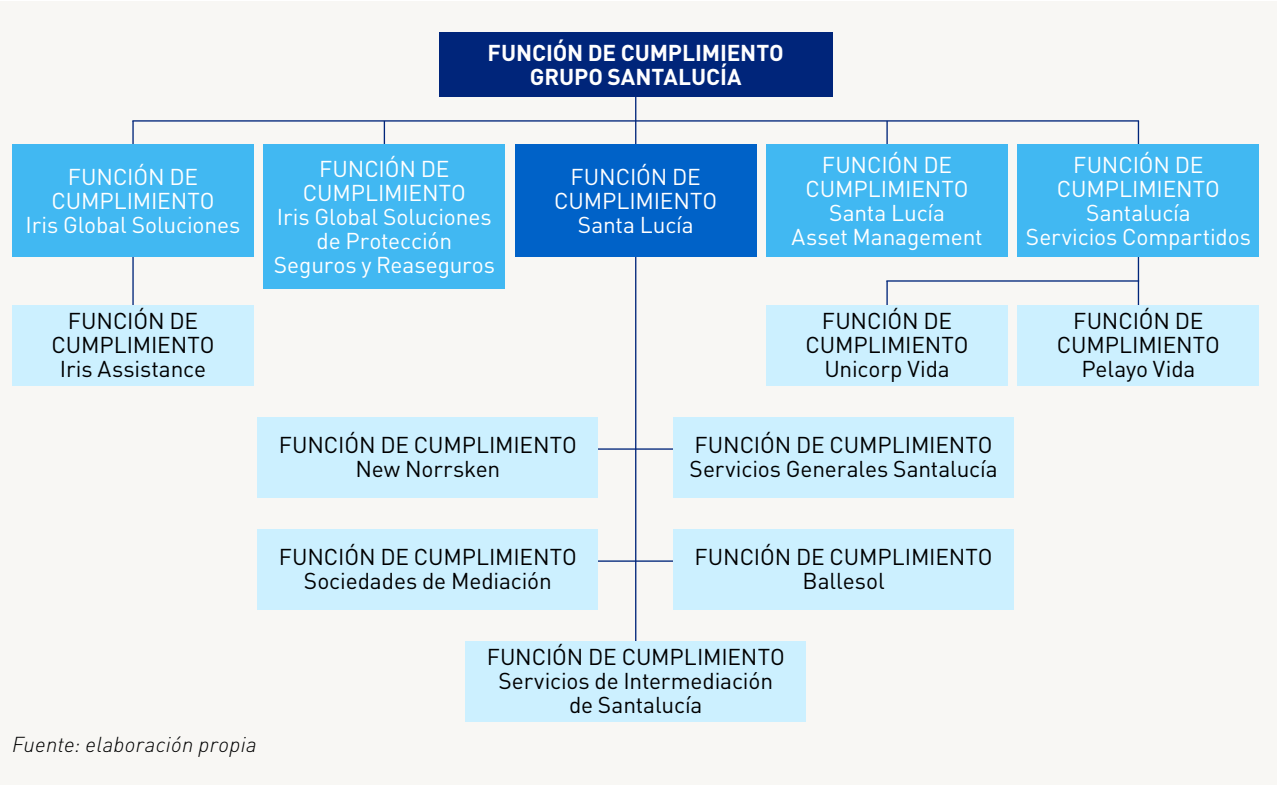 FUNCIÓN DE CUMPLIMIENTO
GRUPO SANTALUCÍA
FUNCIÓN DE
CUMPLIMIENTO
Iris Global Soluciones
FUNCIÓN DE
CUMPLIMIENTO
Iris Global Soluciones
de Protección
Seguros y Reaseguros
FUNCIÓN DE
CUMPLIMIENTO
Santa Lucía
FUNCIÓN DE
CUMPLIMIENTO
Santa Lucía
Asset Management
FUNCIÓN DE
CUMPLIMIENTO
Santalucía
Servicios Compartidos
FUNCIÓN DE
CUMPLIMIENTO
Iris Assistance
FUNCIÓN DE
CUMPLIMIENTO
Unicorp Vida
FUNCIÓN DE
CUMPLIMIENTO
Pelayo Vida
FUNCIÓN DE CUMPLIMIENTO
New Norrsken
FUNCIÓN DE CUMPLIMIENTO
Servicios Generales Santalucía
FUNCIÓN DE CUMPLIMIENTO
Sociedades de Mediación
FUNCIÓN DE CUMPLIMIENTO
Ballesol
FUNCIÓN DE CUMPLIMIENTO
Servicios de Intermediación
de Santalucía
Fuente: elaboración propia